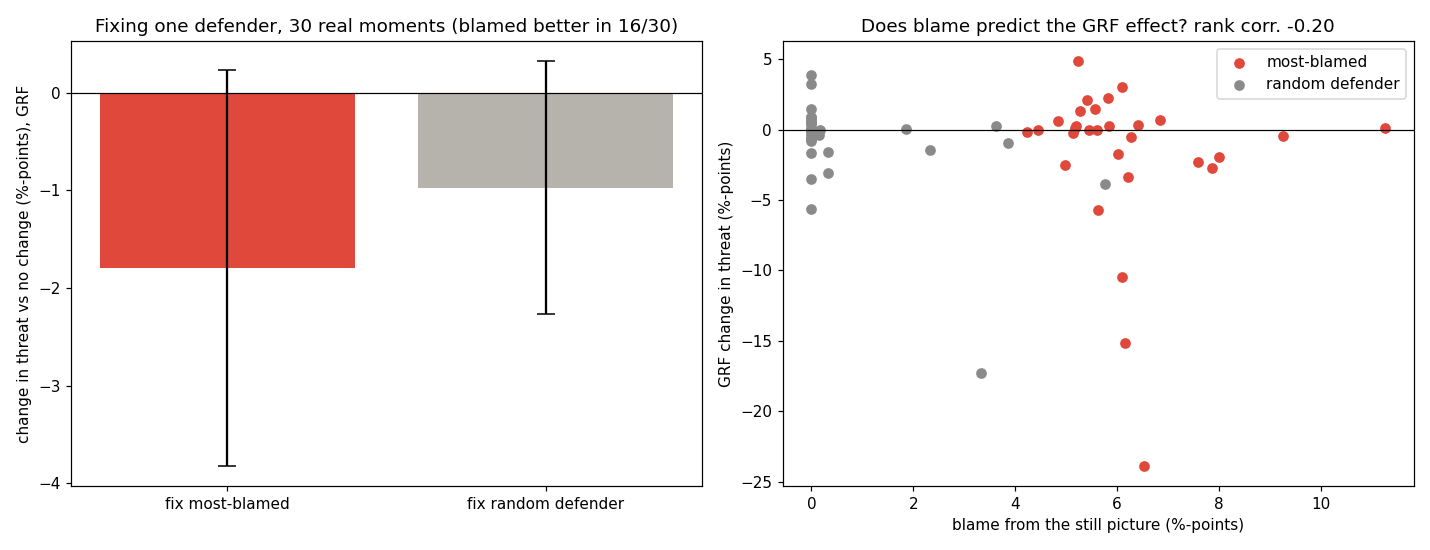 Fixing one defender, 30 real moments (blamed better in 16/30)
change in threat vs no change (%-points), GRF
0
−1
−2
−3
−4
fix most-blamed
fix random defender
Does blame predict the GRF effect? rank corr. -0.20
most-blamed
random defender
GRF change in threat (%-points)
5
0
−5
−10
−15
−20
−25
0
2
4
6
8
10
blame from the still picture (%-points)